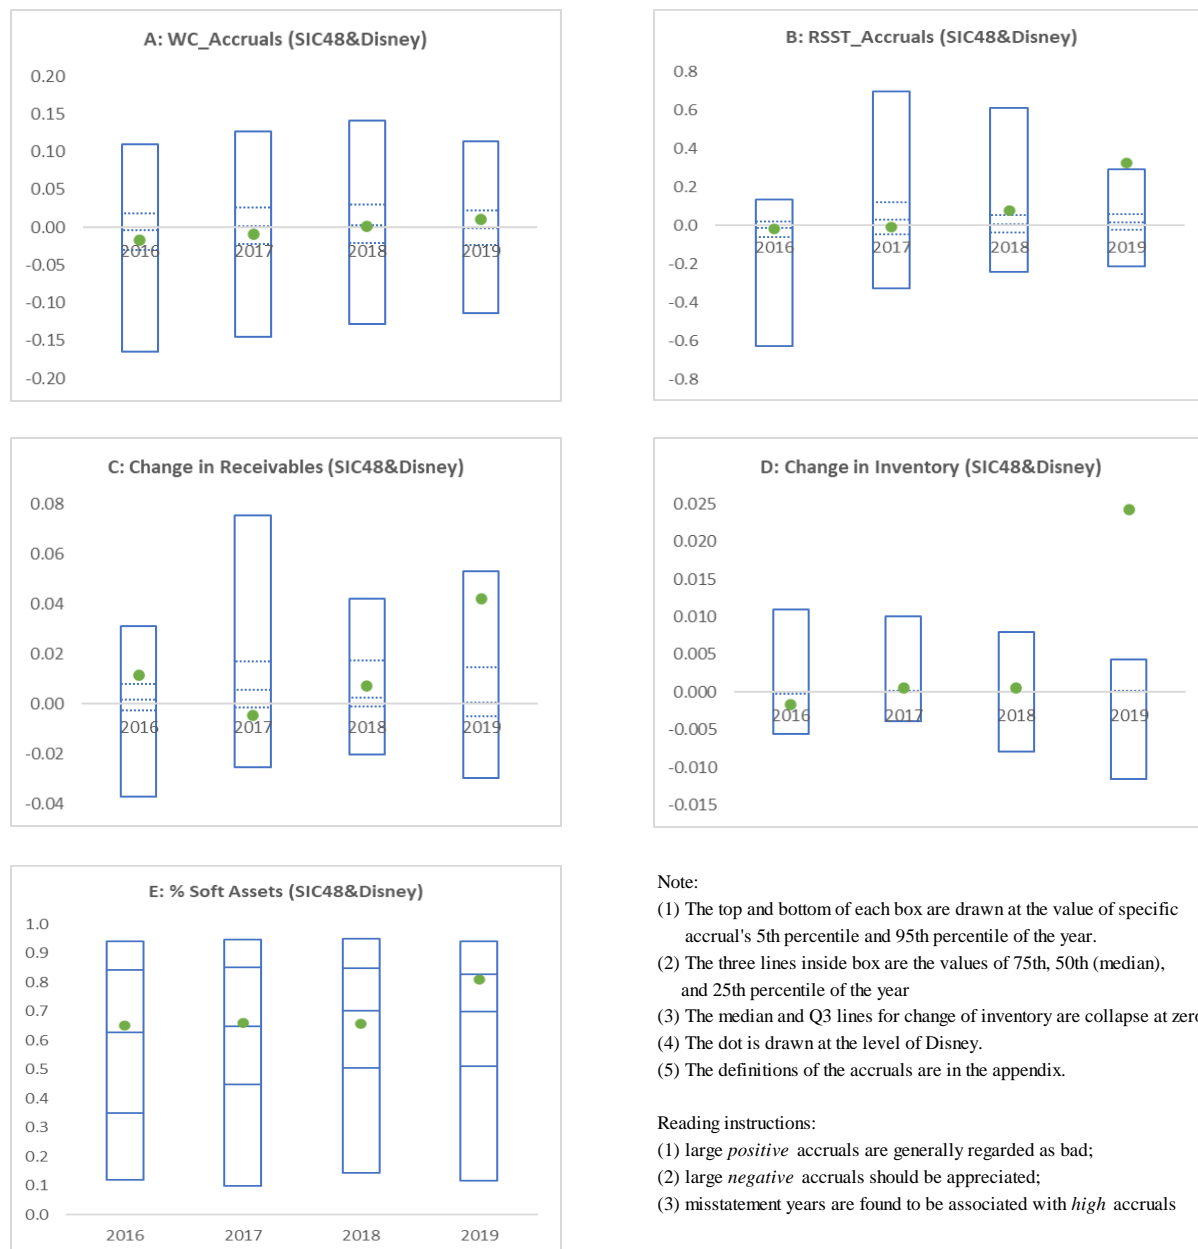 A: WC_Accruals (SIC48&Disney)
0.20
0.15
0.10
0.05
0.00
-0.05
-0.10
-0.15
-0.20
2016 2017 2018 2019
B: RSST_Accruals (SIC48&Disney)
0.8
0.6
0.4
0.2
0.0
-0.2
-0.4
-0.6
-0.8
2016 2017 2018 2019
C: Change in Receivables (SIC48&Disney)
0.08
0.06
0.04
0.02
0.00
-0.02
-0.04
2016 2017 2018 2019
D: Change in Inventory (SIC48&Disney)
0.025
0.020
0.015
0.010
0.005
0.000
-0.005
-0.010
-0.015
2016 2017 2018 2019
E: % Soft Assets (SIC48&Disney)
1.0
0.9
0.8
0.7
0.6
0.5
0.4
0.3
0.2
0.1
0.0
2016 2017 2018 2019
Note:
(1) The top and bottom of each box are drawn at the value of specific
accrual's 5th percentile and 95th percentile of the year.
(2) The three lines inside box are the values of 75th, 50th (median),
and 25th percentile of the year
(3) The median and Q3 lines for change of inventory are collapse at zero
(4) The dot is drawn at the level of Disney.
(5) The definitions of the accruals are in the appendix.
Reading instructions:
(1) large positive accruals are generally regarded as bad;
(2) large negative accruals should be appreciated;
(3) misstatement years are found to be associated with high accruals